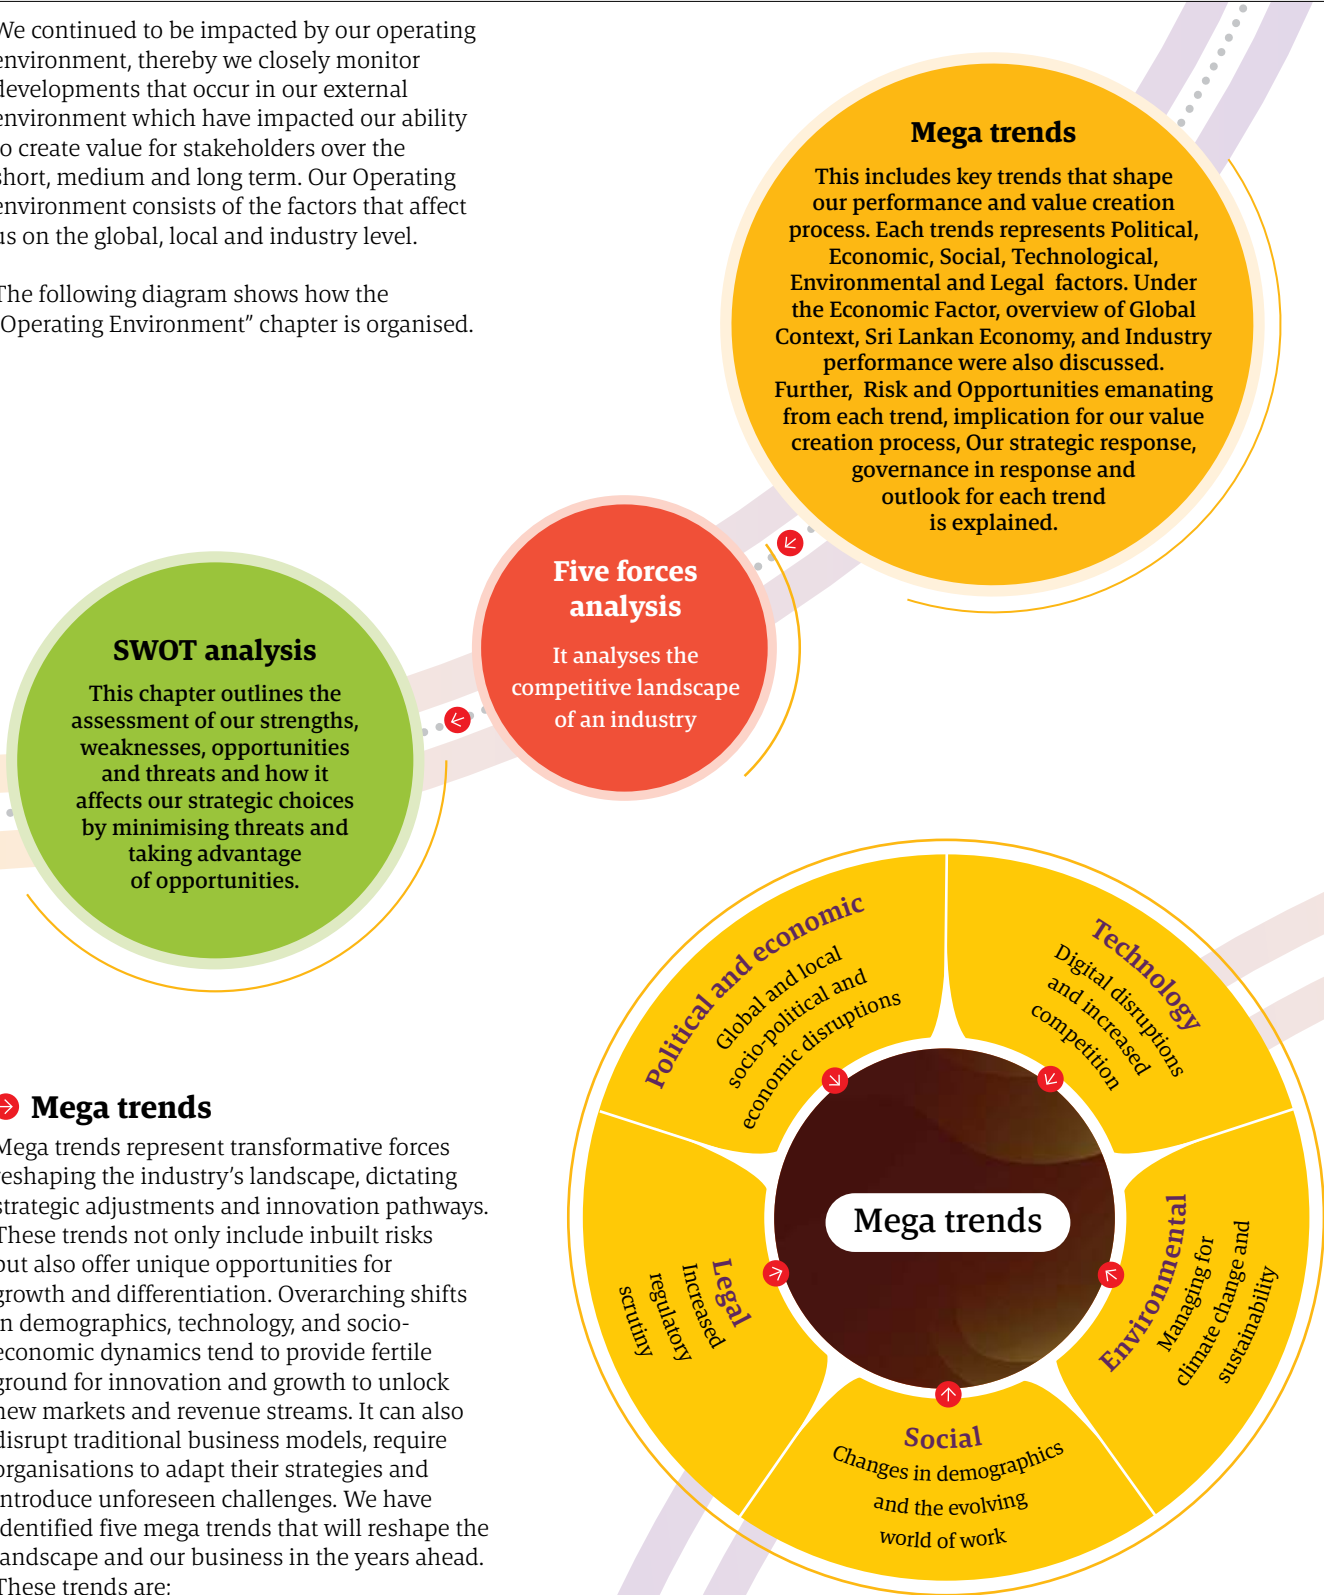 We continued to be impacted by our operating
environment, thereby we closely monitor
developments that occur in our external
environment which have impacted our ability
to create value for stakeholders over the
short, medium and long term. Our Operating
environment consists of the factors that affect
us on the global, local and industry level.
The following diagram shows how the
“Operating Environment” chapter is organised.
Mega trends
This includes key trends that shape
our performance and value creation
process. Each trends represents Political,
Economic, Social, Technological,
Environmental and Legal factors. Under
the Economic Factor, overview of Global
Context, Sri Lankan Economy, and Industry
performance were also discussed.
Further, Risk and Opportunities emanating
from each trend, implication for our value
creation process, Our strategic response,
governance in response and
outlook for each trend
is explained.
Five forces
analysis
It analyses the
competitive landscape
of an industry
SWOT analysis
This chapter outlines the
assessment of our strengths,
weaknesses, opportunities
and threats and how it
affects our strategic choices
by minimising threats and
taking advantage
of opportunities.
Mega trends
Mega trends represent transformative forces
reshaping the industry’s landscape, dictating
strategic adjustments and innovation pathways.
These trends not only include inbuilt risks
but also offer unique opportunities for
growth and differentiation. Overarching shifts
in demographics, technology, and socio-
economic dynamics tend to provide fertile
ground for innovation and growth to unlock
new markets and revenue streams. It can also
disrupt traditional business models, require
organisations to adapt their strategies and
introduce unforeseen challenges. We have
identified five mega trends that will reshape the
landscape and our business in the years ahead.
These trends are:
Political and economic
Global and local
socio-political and
economic disruptions
Technology
Digital disruptions
and increased
competition
Environmental
Managing for
climate change and
sustainability
Social
Changes in demographics
and the evolving
world of work
Legal
Increased
regulatory
scrutiny
Mega trends